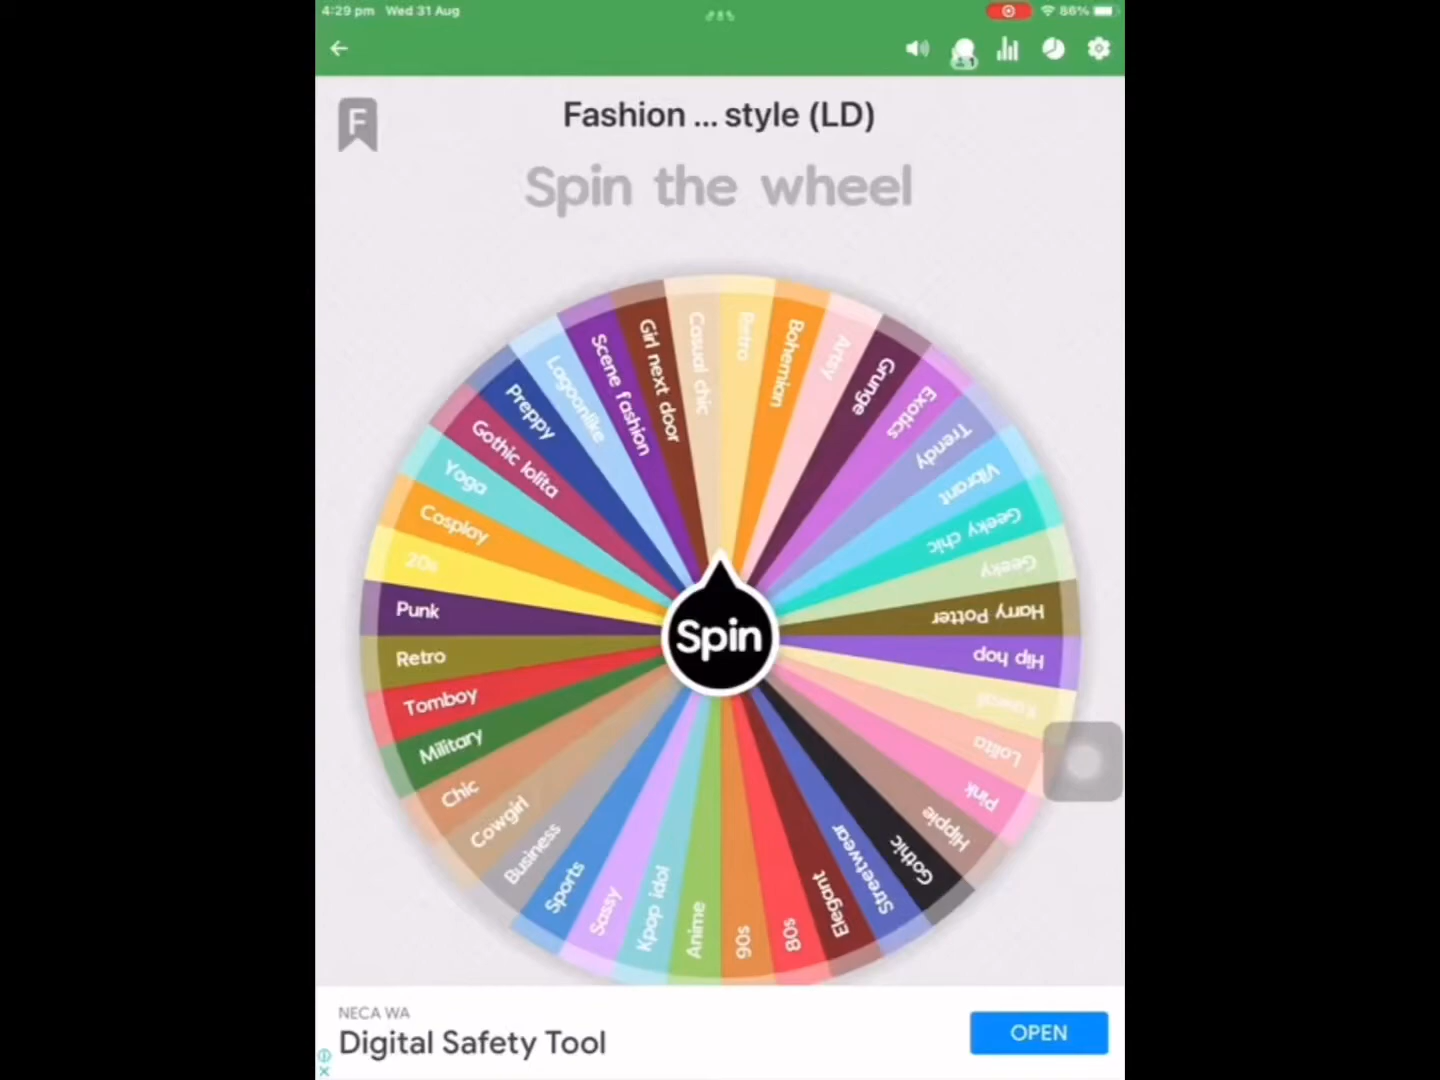 4:29 pm Wed 31 Aug
86%
1
F
Fashion ... style (LD)
Spin the wheel
Retro
Bohemian
Artsy
Grunge
Exotics
Trendy
Vibrant
Geeky chic
Geeky
Harry Potter
Hip hop
Kawaii
Lolita
Pink
Hippie
Gothic
Streetwear
Elegant
80s
90s
Anime
Kpop idol
Sassy
Sports
Business
Cowgirl
Chic
Military
Tomboy
Retro
Punk
20s
Cosplay
Yoga
Gothic lolita
Preppy
Lagoonlike
Scene fashion
Girl next door
Casual chic
Spin
NECA WA
Digital Safety Tool
OPEN